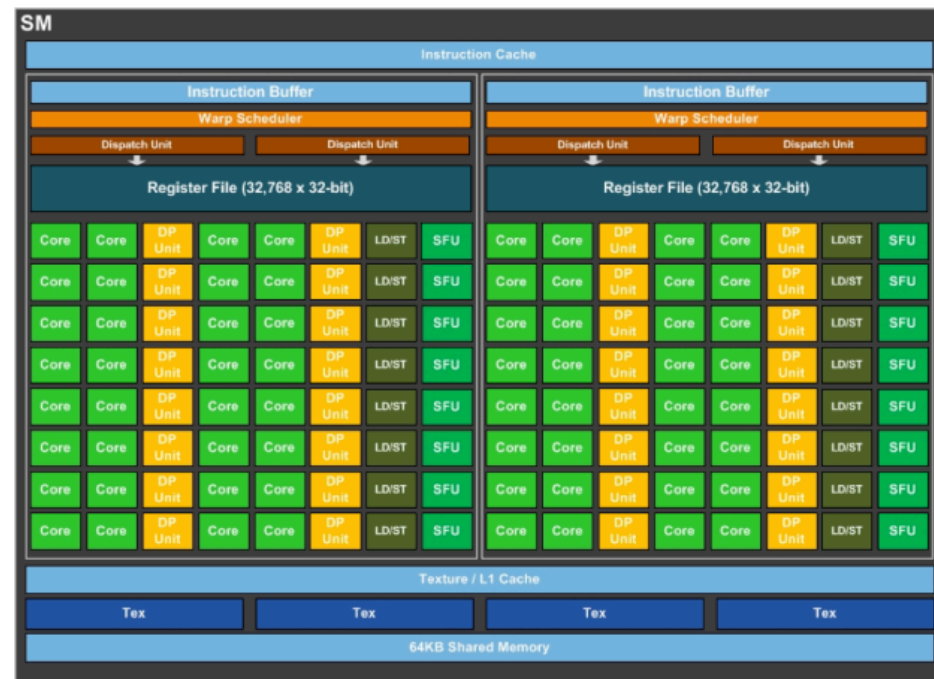 SM
Instruction Cache
Instruction Buffer Instruction Buffer
Warp Scheduler Warp Scheduler
Dispatch Unit Dispatch Unit Dispatch Unit Dispatch Unit
Register File (32,768 x 32-bit) Register File (32,768 x 32-bit)
Core Core DP Unit Core Core DP Unit LD/ST SFU Core Core DP Unit Core Core DP Unit LD/ST SFU
Core Core DP Unit Core Core DP Unit LD/ST SFU Core Core DP Unit Core Core DP Unit LD/ST SFU
Core Core DP Unit Core Core DP Unit LD/ST SFU Core Core DP Unit Core Core DP Unit LD/ST SFU
Core Core DP Unit Core Core DP Unit LD/ST SFU Core Core DP Unit Core Core DP Unit LD/ST SFU
Core Core DP Unit Core Core DP Unit LD/ST SFU Core Core DP Unit Core Core DP Unit LD/ST SFU
Core Core DP Unit Core Core DP Unit LD/ST SFU Core Core DP Unit Core Core DP Unit LD/ST SFU
Core Core DP Unit Core Core DP Unit LD/ST SFU Core Core DP Unit Core Core DP Unit LD/ST SFU
Core Core DP Unit Core Core DP Unit LD/ST SFU Core Core DP Unit Core Core DP Unit LD/ST SFU
Texture / L1 Cache
Tex Tex Tex Tex
64KB Shared Memory